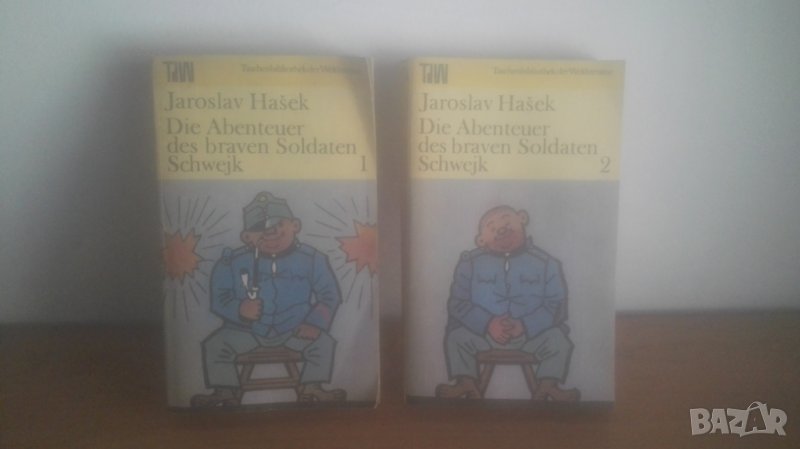 TdW
Taschenbibliothek der Weltliteratur
Jaroslav Hašek
Die Abenteuer
des braven Soldaten
Schwejk 1
TdW
Taschenbibliothek der Weltliteratur
Jaroslav Hašek
Die Abenteuer
des braven Soldaten
Schwejk 2
BAZAR